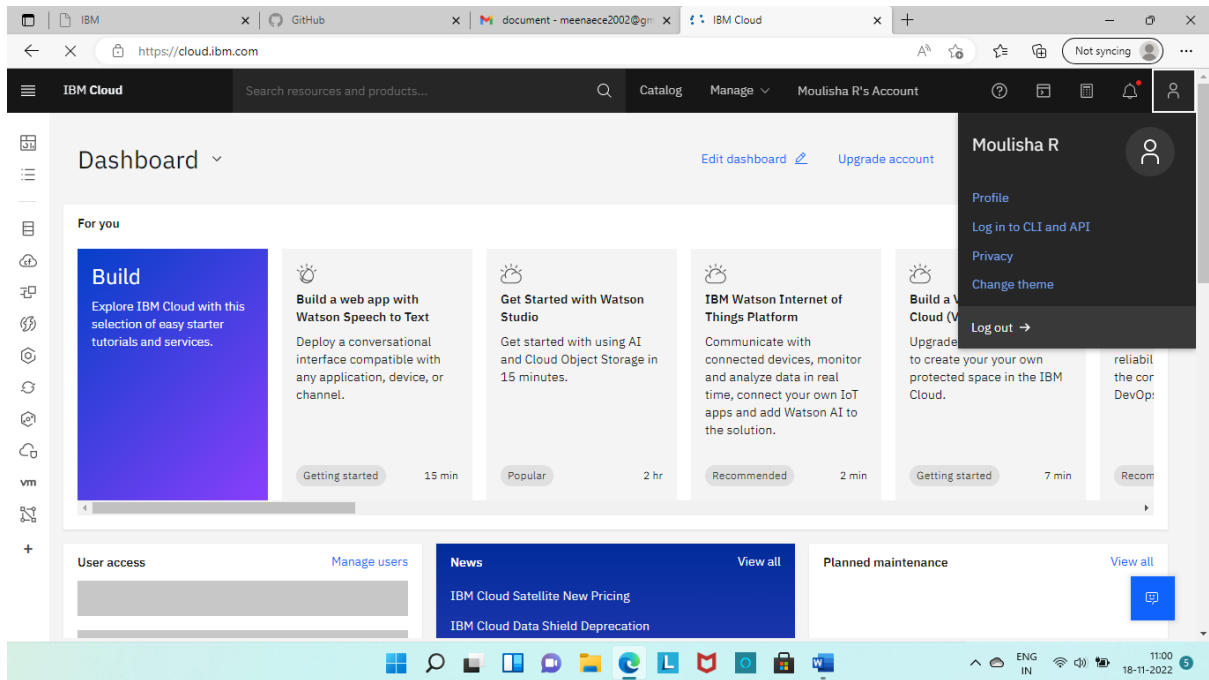 IBM
GitHub
document - meenaece2002@gm
IBM Cloud
https://cloud.ibm.com
Not syncing
IBM Cloud
Search resources and products...
Catalog
Manage
Moulisha R's Account
Moulisha R
Profile
Log in to CLI and API
Privacy
Change theme
Log out →
Dashboard
Edit dashboard
Upgrade account
For you
Build
Explore IBM Cloud with this
selection of easy starter
tutorials and services.
Build a web app with
Watson Speech to Text
Deploy a conversational
interface compatible with
any application, device, or
channel.
Getting started
15 min
Get Started with Watson
Studio
Get started with using AI
and Cloud Object Storage in
15 minutes.
Popular
2 hr
IBM Watson Internet of
Things Platform
Communicate with
connected devices, monitor
and analyze data in real
time, connect your own IoT
apps and add Watson AI to
the solution.
Recommended
2 min
Build a V
Cloud (V
Upgrade
to create your your own
protected space in the IBM
Cloud.
Getting started
7 min
reliabil
the cor
DevOps
Recom
vm
User access
Manage users
News
View all
IBM Cloud Satellite New Pricing
IBM Cloud Data Shield Deprecation
Planned maintenance
View all
ENG
IN
11:00
18-11-2022
5